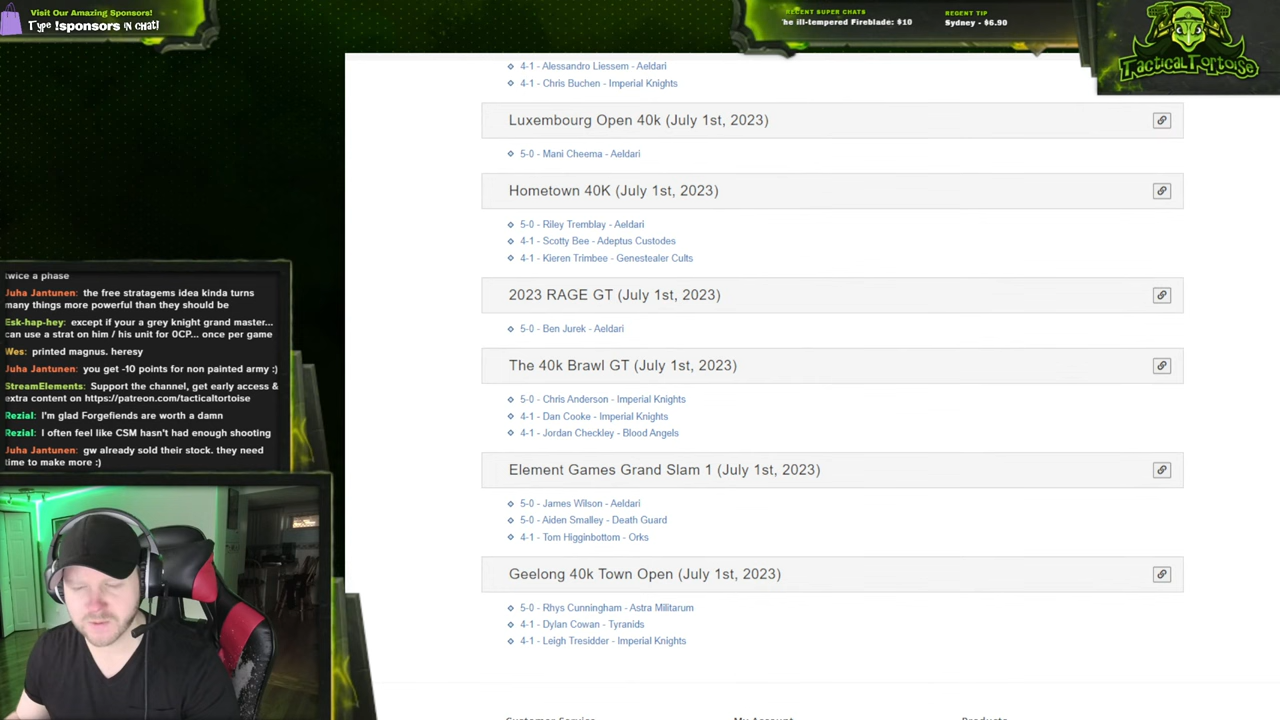 Visit Our Amazing Sponsors!
Type !sponsors in chat!
RECENT SUPER CHATS
he ill-tempered Fireblade: $10
RECENT TIP
Sydney - $6.90
TacticalTortoise
4-1 - Alessandro Liessem - Aeldari
4-1 - Chris Buchen - Imperial Knights
Luxembourg Open 40k (July 1st, 2023)
5-0 - Mani Cheema - Aeldari
Hometown 40K (July 1st, 2023)
5-0 - Riley Tremblay - Aeldari
4-1 - Scotty Bee - Adeptus Custodes
4-1 - Kieren Trimbee - Genestealer Cults
2023 RAGE GT (July 1st, 2023)
5-0 - Ben Jurek - Aeldari
The 40k Brawl GT (July 1st, 2023)
5-0 - Chris Anderson - Imperial Knights
4-1 - Dan Cooke - Imperial Knights
4-1 - Jordan Checkley - Blood Angels
Element Games Grand Slam 1 (July 1st, 2023)
5-0 - James Wilson - Aeldari
5-0 - Aiden Smalley - Death Guard
4-1 - Tom Higginbottom - Orks
Geelong 40k Town Open (July 1st, 2023)
5-0 - Rhys Cunningham - Astra Militarum
4-1 - Dylan Cowan - Tyranids
4-1 - Leigh Tresidder - Imperial Knights
Customer Service
My Account
Products
twice a phase
Juha Jantunen: the free stratagems idea kinda turns
many things more powerful than they should be
Esk-hap-hey: except if your a grey knight grand master...
can use a strat on him / his unit for 0CP... once per game
Wes: printed magnus. heresy
Juha Jantunen: you get -10 points for non painted army :)
StreamElements: Support the channel, get early access &
extra content on https://patreon.com/tacticaltortoise
Rezial: I'm glad Forgefiends are worth a damn
Rezial: I often feel like CSM hasn't had enough shooting
Juha Jantunen: gw already sold their stock. they need
time to make more :)